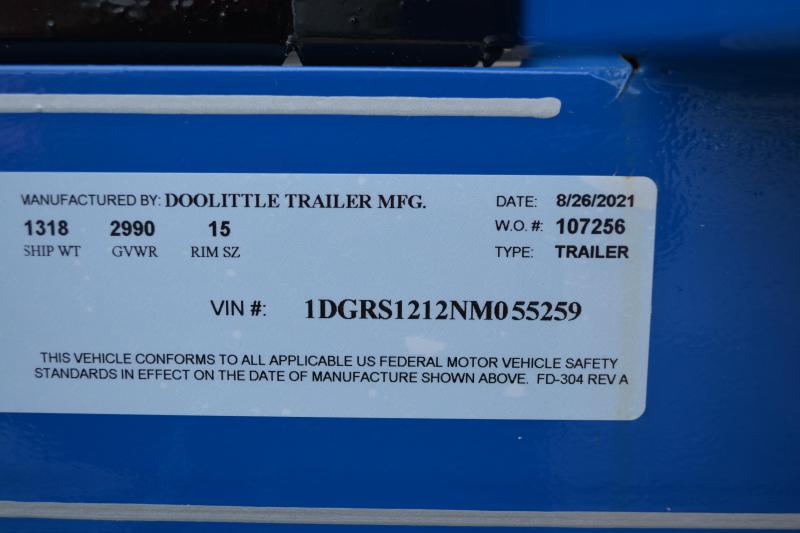 MANUFACTURED BY: DOOLITTLE TRAILER MFG. DATE: 8/26/2021
1318 2990 15 W.O. #: 107256
SHIP WT GVWR RIM SZ TYPE: TRAILER
VIN #: 1DGRS1212NM055259
THIS VEHICLE CONFORMS TO ALL APPLICABLE US FEDERAL MOTOR VEHICLE SAFETY
STANDARDS IN EFFECT ON THE DATE OF MANUFACTURE SHOWN ABOVE. FD-304 REV A